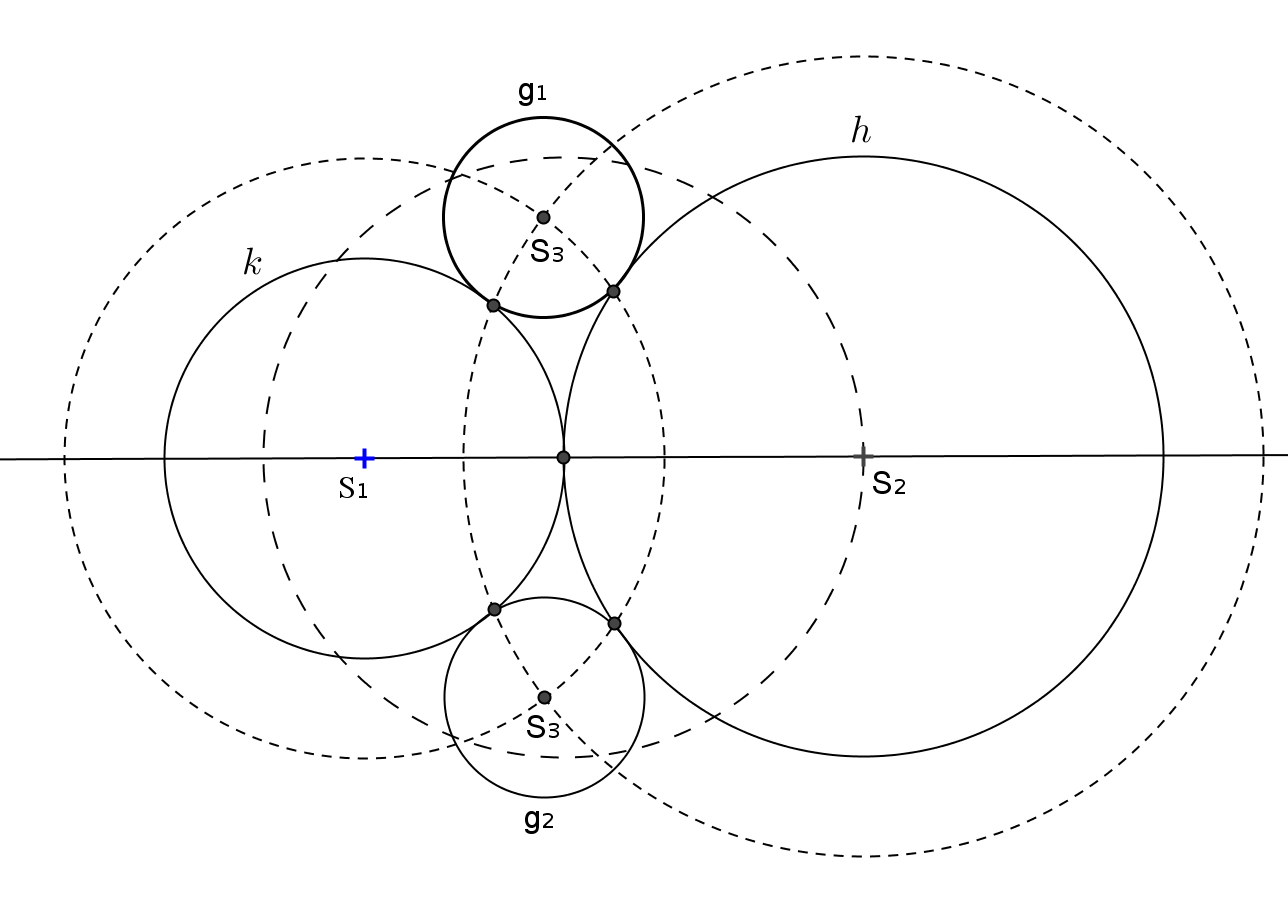 g₁
h
k
S₃
S₁
S₂
S₃
g₂